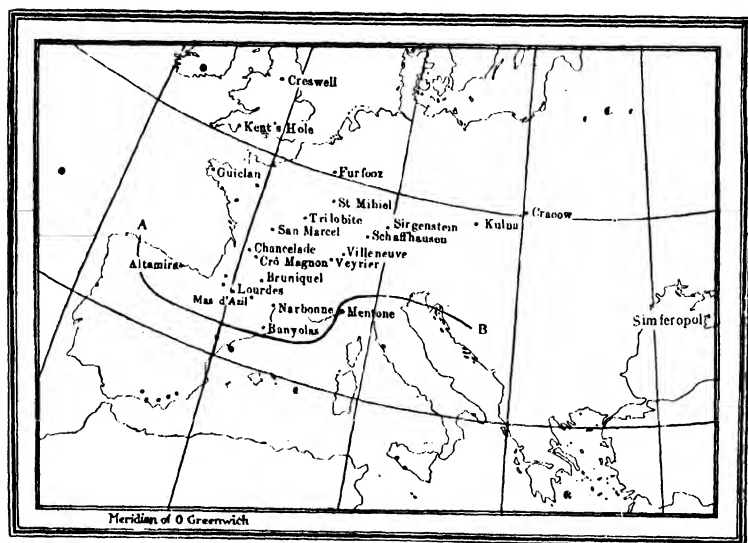 Creswell
Kent's Hole
Guiclan
Furfooz
St Mihiel
Trilobite
San Marcel
Sirgenstein
Schaffhausen
Kulna
Cracow
A
Altamira
Chancelade
Crô Magnon
Villeneuve
Veyrier
Bruniquel
Lourdes
Mas d'Azil
Narbonne
Mentone
Banyolas
B
Simferopol
Meridian of 0 Greenwich